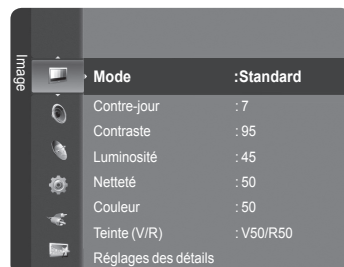 Image
Mode :Standard
Contre-jour : 7
Contraste : 95
Luminosité : 45
Netteté : 50
Couleur : 50
Teinte (V/R) : V50/R50
Réglages des détails